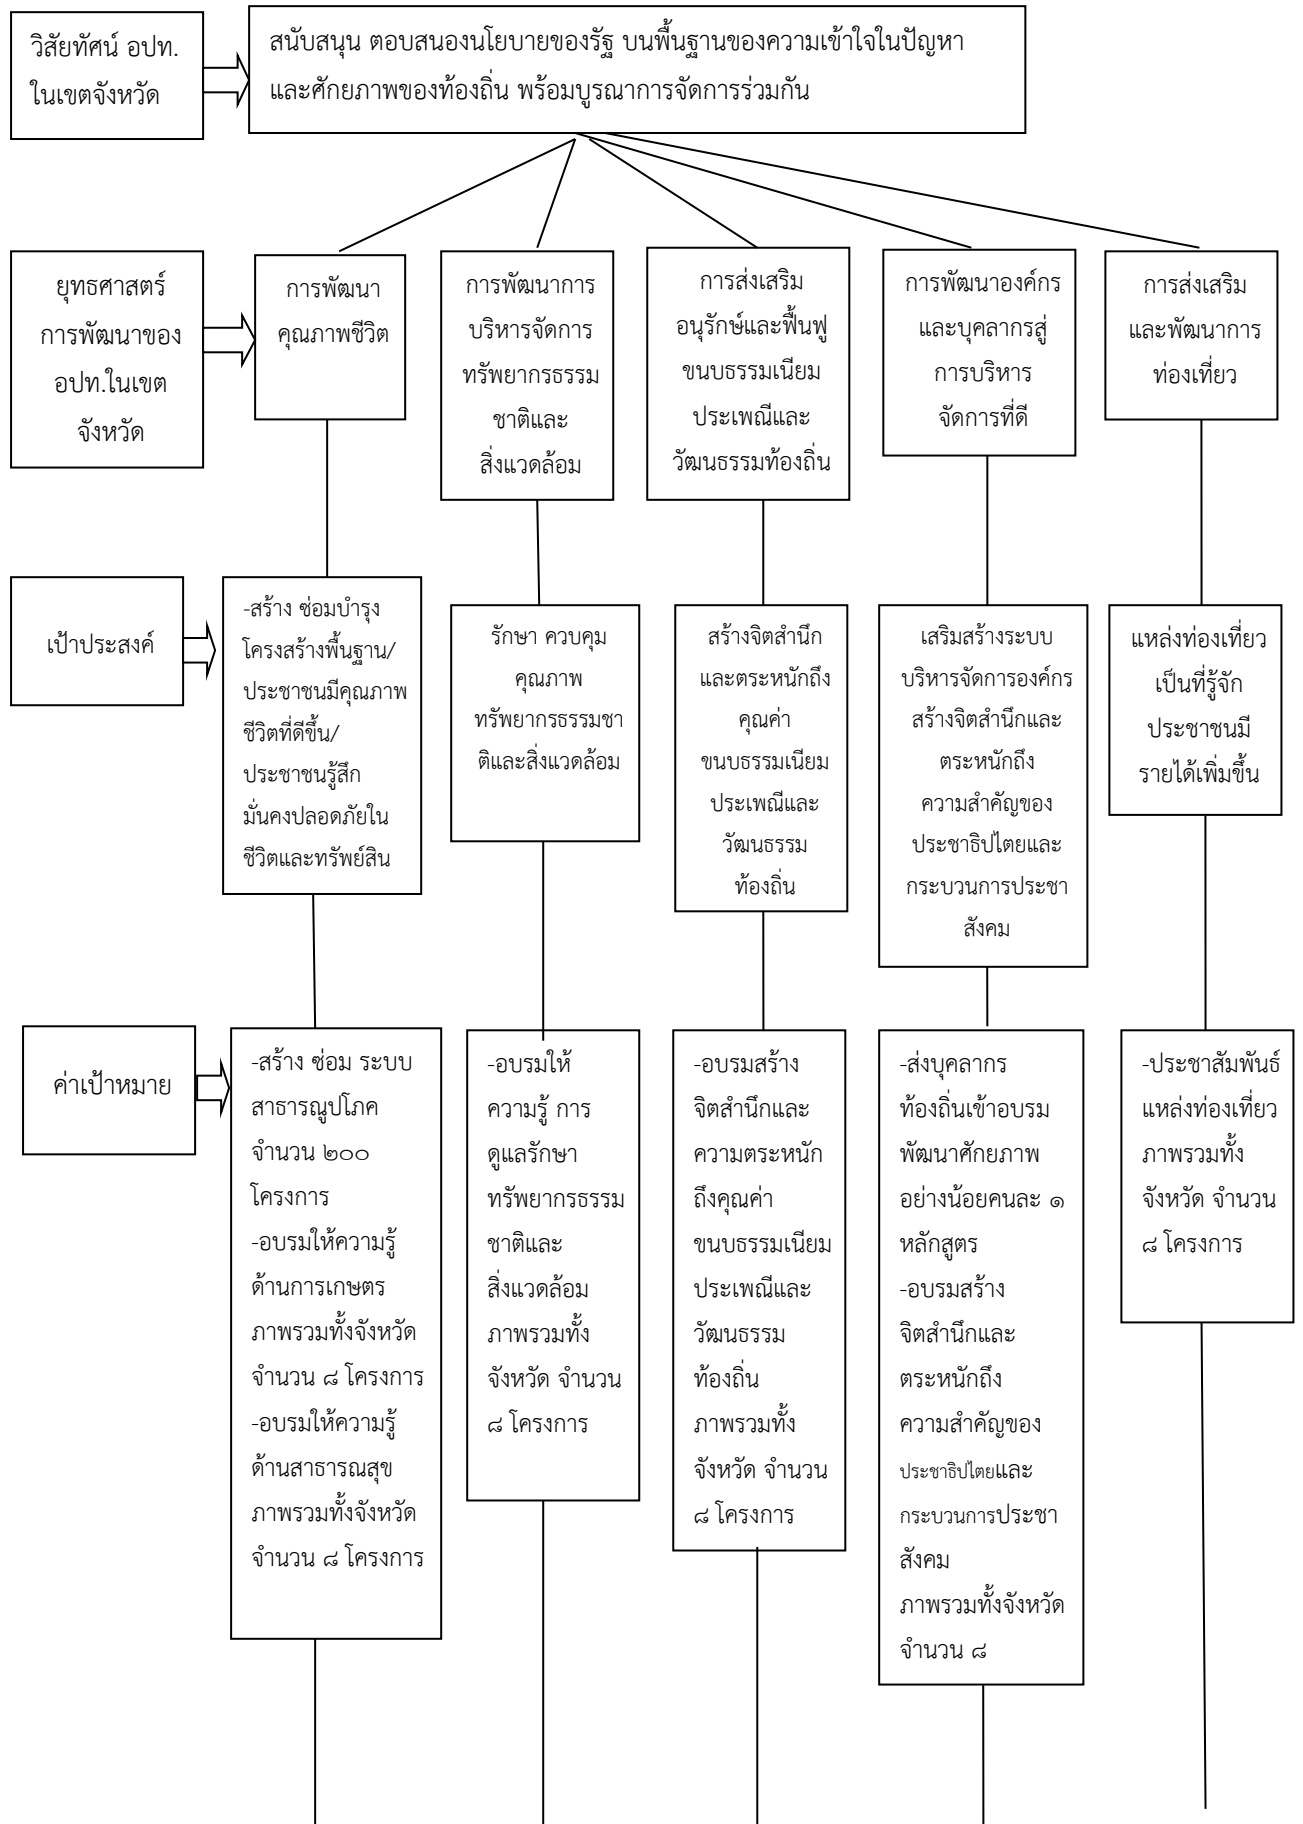 วิสัยทัศน์ อปท.
ในเขตจังหวัด
สนับสนุน ตอบสนองนโยบายของรัฐ บนพื้นฐานของความเข้าใจในปัญหา
และศักยภาพของท้องถิ่น พร้อมบูรณาการจัดการร่วมกัน
ยุทธศาสตร์
การพัฒนาของ
อปท.ในเขต
จังหวัด
การพัฒนา
คุณภาพชีวิต
การพัฒนาการ
บริหารจัดการ
ทรัพยากรธรรม
ชาติและ
สิ่งแวดล้อม
การส่งเสริม
อนุรักษ์และฟื้นฟู
ขนบธรรมเนียม
ประเพณีและ
วัฒนธรรมท้องถิ่น
การพัฒนาองค์กร
และบุคลากรสู่
การบริหาร
จัดการที่ดี
การส่งเสริม
และพัฒนาการ
ท่องเที่ยว
เป้าประสงค์
-สร้าง ซ่อมบำรุง
โครงสร้างพื้นฐาน/
ประชาชนมีคุณภาพ
ชีวิตที่ดีขึ้น/
ประชาชนรู้สึก
มั่นคงปลอดภัยใน
ชีวิตและทรัพย์สิน
รักษา ควบคุม
คุณภาพ
ทรัพยากรธรรมชา
ติและสิ่งแวดล้อม
สร้างจิตสำนึก
และตระหนักถึง
คุณค่า
ขนบธรรมเนียม
ประเพณีและ
วัฒนธรรม
ท้องถิ่น
เสริมสร้างระบบ
บริหารจัดการองค์กร
สร้างจิตสำนึกและ
ตระหนักถึง
ความสำคัญของ
ประชาธิปไตยและ
กระบวนการประชา
สังคม
แหล่งท่องเที่ยว
เป็นที่รู้จัก
ประชาชนมี
รายได้เพิ่มขึ้น
ค่าเป้าหมาย
-สร้าง ซ่อม ระบบ
สาธารณูปโภค
จำนวน ๒๐๐
โครงการ
-อบรมให้ความรู้
ด้านการเกษตร
ภาพรวมทั้งจังหวัด
จำนวน ๘ โครงการ
-อบรมให้ความรู้
ด้านสาธารณสุข
ภาพรวมทั้งจังหวัด
จำนวน ๘ โครงการ
-อบรมให้
ความรู้ การ
ดูแลรักษา
ทรัพยากรธรรม
ชาติและ
สิ่งแวดล้อม
ภาพรวมทั้ง
จังหวัด จำนวน
๘ โครงการ
-อบรมสร้าง
จิตสำนึกและ
ความตระหนัก
ถึงคุณค่า
ขนบธรรมเนียม
ประเพณีและ
วัฒนธรรม
ท้องถิ่น
ภาพรวมทั้ง
จังหวัด จำนวน
๘ โครงการ
-ส่งบุคลากร
ท้องถิ่นเข้าอบรม
พัฒนาศักยภาพ
อย่างน้อยคนละ ๑
หลักสูตร
-อบรมสร้าง
จิตสำนึกและ
ตระหนักถึง
ความสำคัญของ
ประชาธิปไตยและ
กระบวนการประชา
สังคม
ภาพรวมทั้งจังหวัด
จำนวน ๘
-ประชาสัมพันธ์
แหล่งท่องเที่ยว
ภาพรวมทั้ง
จังหวัด จำนวน
๘ โครงการ